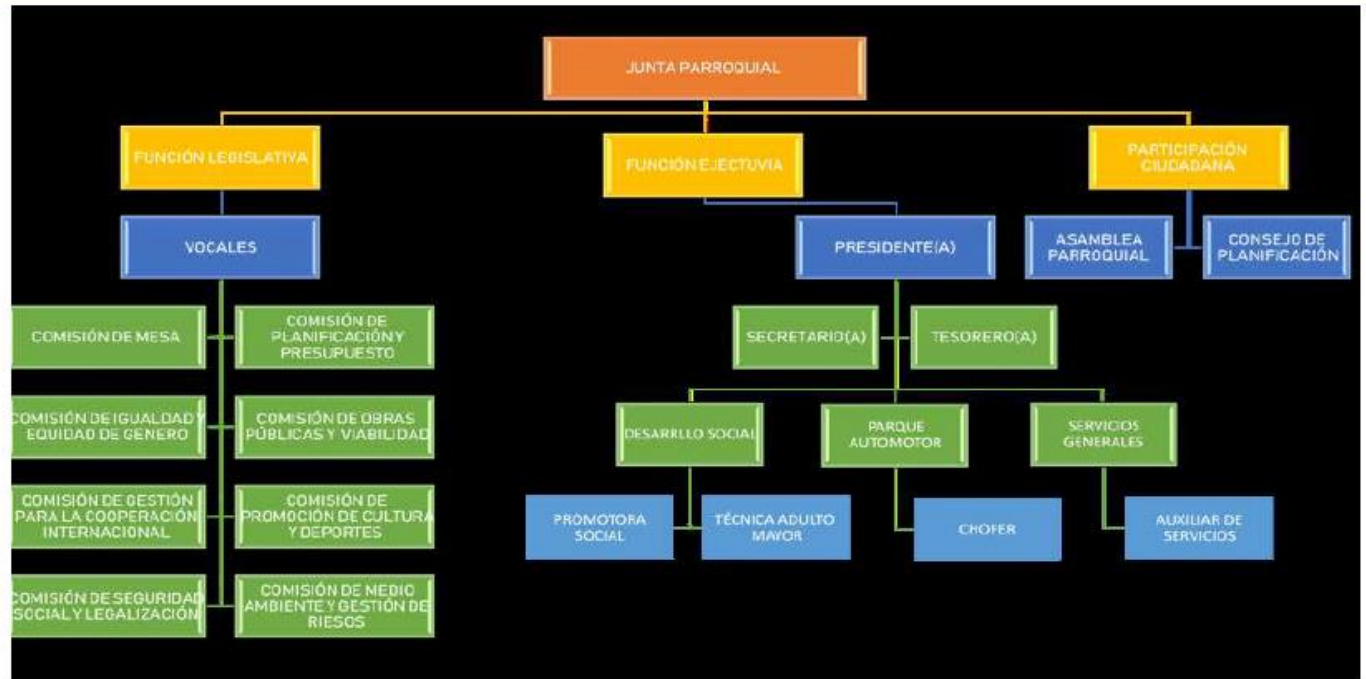 JUNTA PARROQUIAL
FUNCIÓN LEGISLATIVA
FUNCIÓN EJECTUVIA
PARTICIPACIÓN
CIUDADANA
VOCALES
PRESIDENTE(A)
ASAMBLEA
PARROQUIAL
CONSEJO DE
PLANIFICACIÓN
COMISIÓN DE MESA
COMISIÓN DE
PLANIFICACIÓN Y
PRESUPUESTO
SECRETARIO(A)
TESORERO(A)
COMISIÓN DE IGUALDAD Y
EQUIDAD DE GENERO
COMISIÓN DE OBRAS
PÚBLICAS Y VIABILIDAD
DESARRLLO SOCIAL
PARQUE
AUTOMOTOR
SERVICIOS
GENERALES
COMISIÓN DE GESTIÓN
PARA LA COOPERACIÓN
INTERNACIONAL
COMISIÓN DE
PROMOCIÓN DE CULTURA
Y DEPORTES
PROMOTORA
SOCIAL
TÉCNICA ADULTO
MAYOR
CHOFER
AUXILIAR DE
SERVICIOS
COMISIÓN DE SEGURIDAD
SOCIAL Y LEGALIZACIÓN
COMISIÓN DE MEDIO
AMBIENTE Y GESTIÓN DE
RIESOS